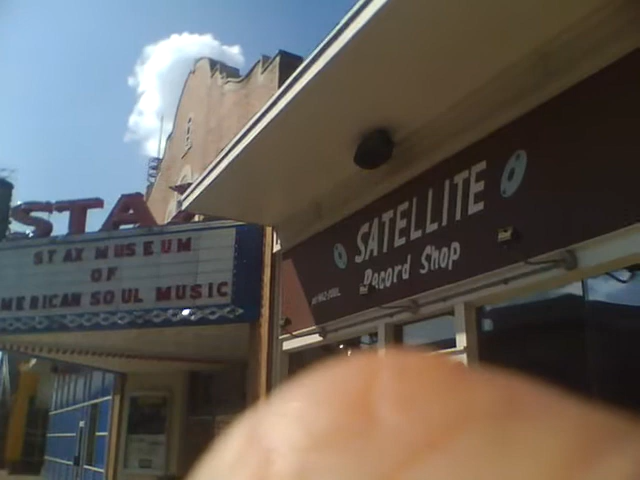 STAX
STAX MUSEUM
OF
AMERICAN SOUL MUSIC
SATELLITE
Record Shop